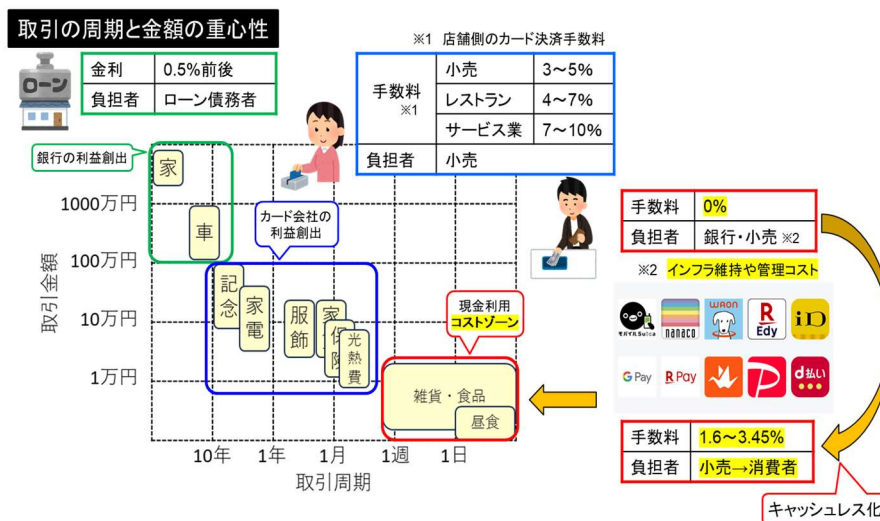 取引の周期と金額の重心性
ローン
金利 0.5%前後
負担者 ローン債務者
※1 店舗側のカード決済手数料
手数料 ※1
小売 3～5%
レストラン 4～7%
サービス業 7～10%
負担者 小売
銀行の利益創出
カード会社の
利益創出
現金利用
コストゾーン
取引金額
1000万円
100万円
10万円
1万円
家
車
記念
家電
服飾
家
保険
光熱費
雑貨・食品
昼食
10年
1年
1月
1週
1日
取引周期
手数料 0%
負担者 銀行・小売 ※2
※2 インフラ維持や管理コスト
モバイルSuica
nanaco
WAON
R Edy
iD
G Pay
R Pay
d払い
手数料 1.6～3.45%
負担者 小売→消費者
キャッシュレス化